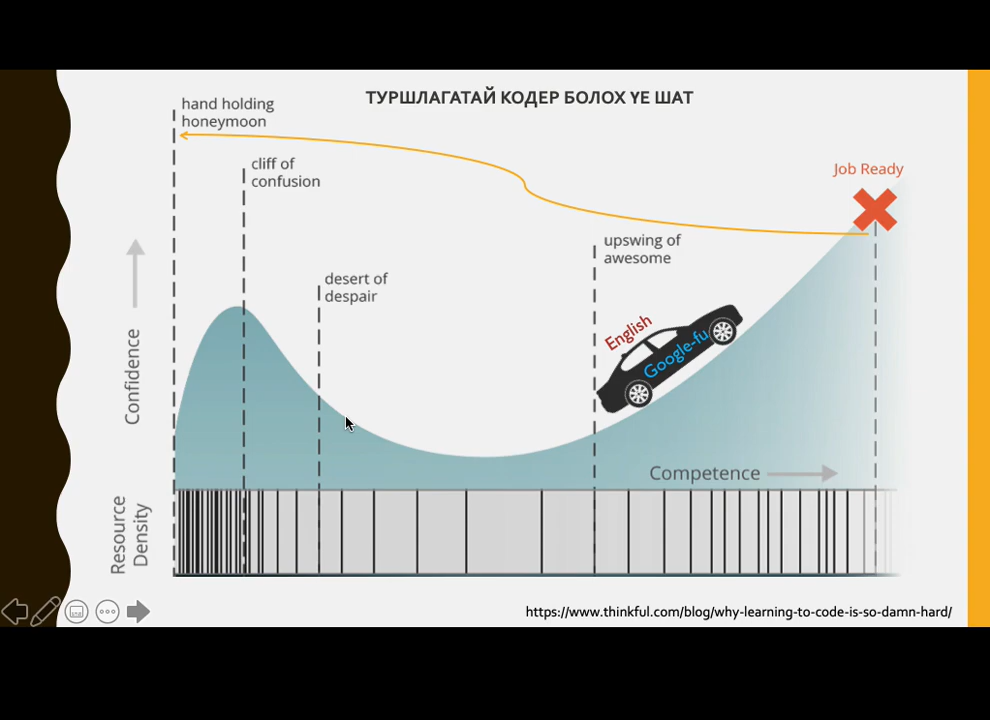 ТУРШЛАГАТАЙ КОДЕР БОЛОХ ҮЕ ШАТ
hand holding
honeymoon
cliff of
confusion
Job Ready
upswing of
awesome
desert of
despair
English
Google-fu
Confidence
Competence
Resource
Density
https://www.thinkful.com/blog/why-learning-to-code-is-so-damn-hard/